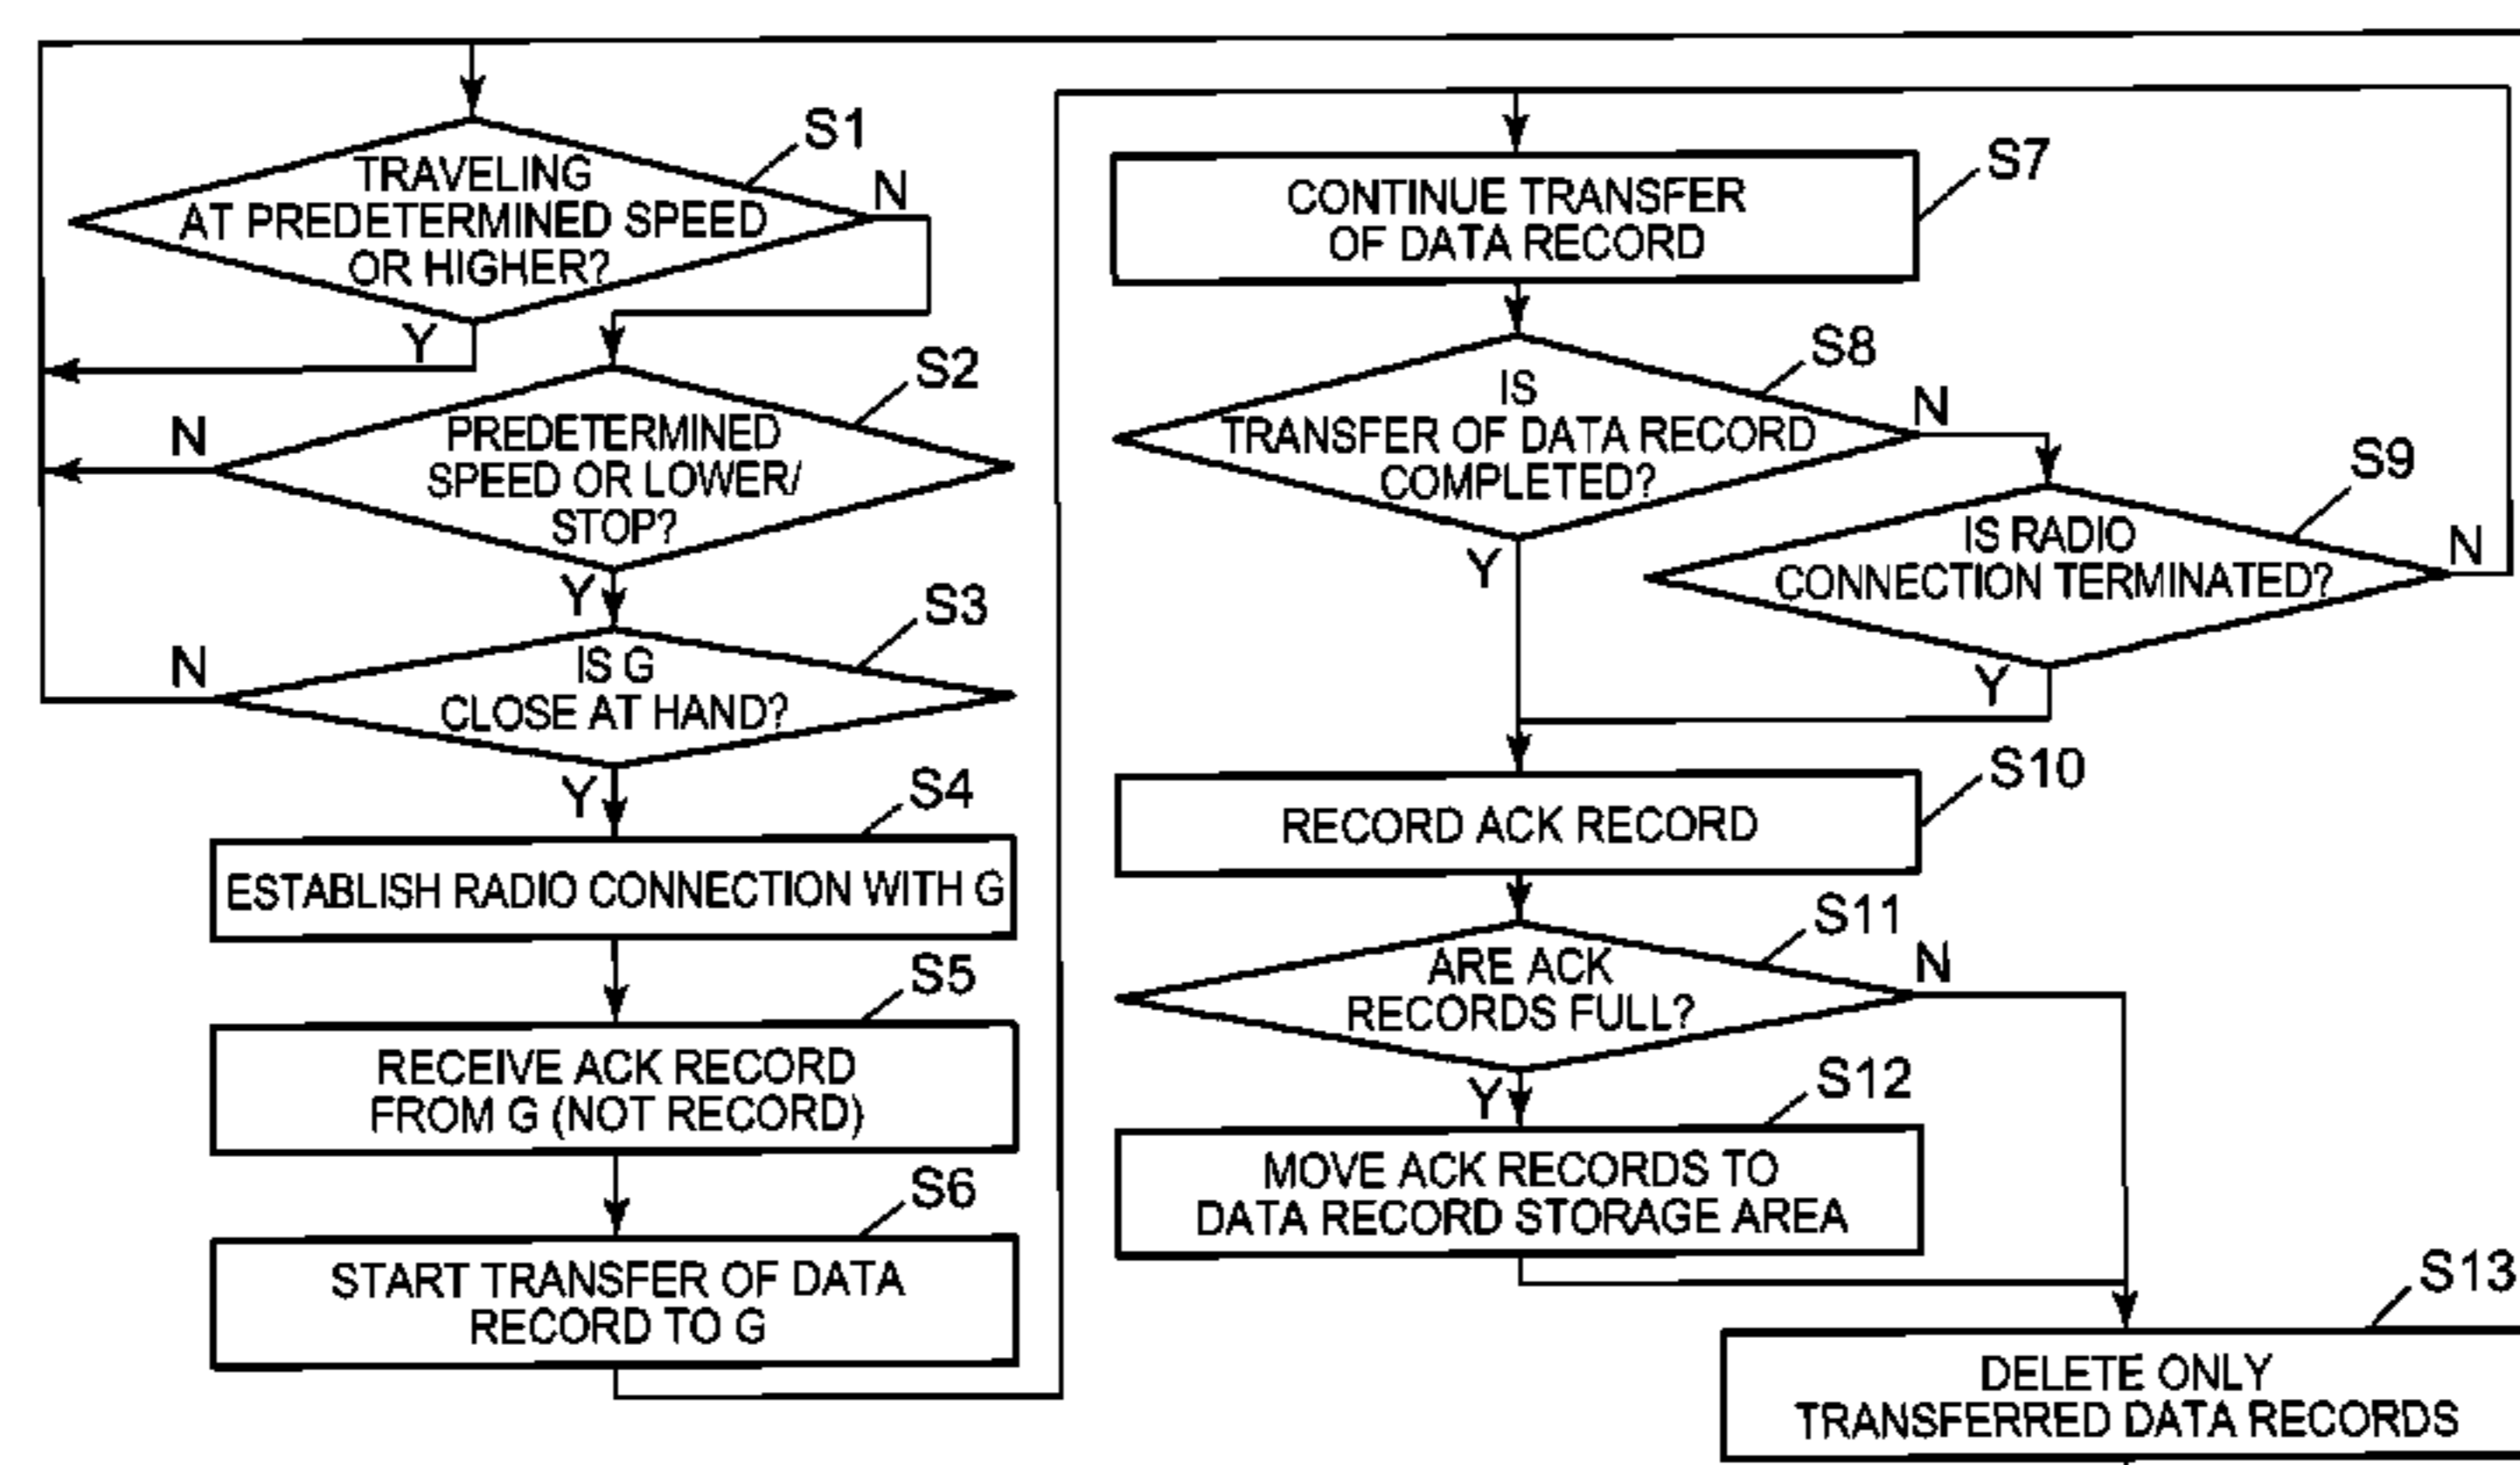 S1
TRAVELING
AT PREDETERMINED SPEED
OR HIGHER?
N
Y
S2
PREDETERMINED
SPEED OR LOWER/
STOP?
N
Y
S3
IS G
CLOSE AT HAND?
N
Y
S4
ESTABLISH RADIO CONNECTION WITH G
S5
RECEIVE ACK RECORD
FROM G (NOT RECORD)
S6
START TRANSFER OF DATA
RECORD TO G
S7
CONTINUE TRANSFER
OF DATA RECORD
S8
IS
TRANSFER OF DATA RECORD
COMPLETED?
N
Y
S9
IS RADIO
CONNECTION TERMINATED?
N
Y
S10
RECORD ACK RECORD
S11
ARE ACK
RECORDS FULL?
N
Y
S12
MOVE ACK RECORDS TO
DATA RECORD STORAGE AREA
S13
DELETE ONLY
TRANSFERRED DATA RECORDS